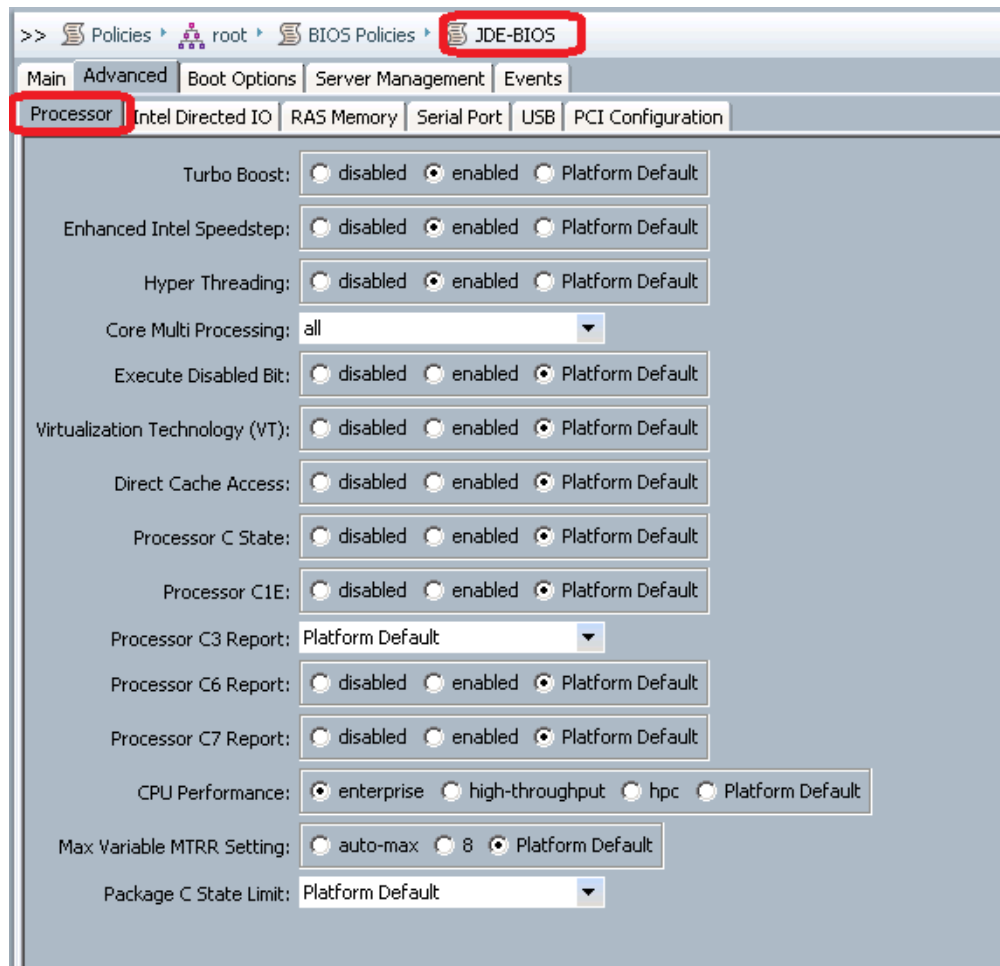 >> Policies root BIOS Policies JDE-BIOS
Main Advanced Boot Options Server Management Events
Processor Intel Directed IO RAS Memory Serial Port USB PCI Configuration
Turbo Boost: disabled enabled Platform Default
Enhanced Intel Speedstep: disabled enabled Platform Default
Hyper Threading: disabled enabled Platform Default
Core Multi Processing: all
Execute Disabled Bit: disabled enabled Platform Default
Virtualization Technology (VT): disabled enabled Platform Default
Direct Cache Access: disabled enabled Platform Default
Processor C State: disabled enabled Platform Default
Processor C1E: disabled enabled Platform Default
Processor C3 Report: Platform Default
Processor C6 Report: disabled enabled Platform Default
Processor C7 Report: disabled enabled Platform Default
CPU Performance: enterprise high-throughput hpc Platform Default
Max Variable MTRR Setting: auto-max 8 Platform Default
Package C State Limit: Platform Default